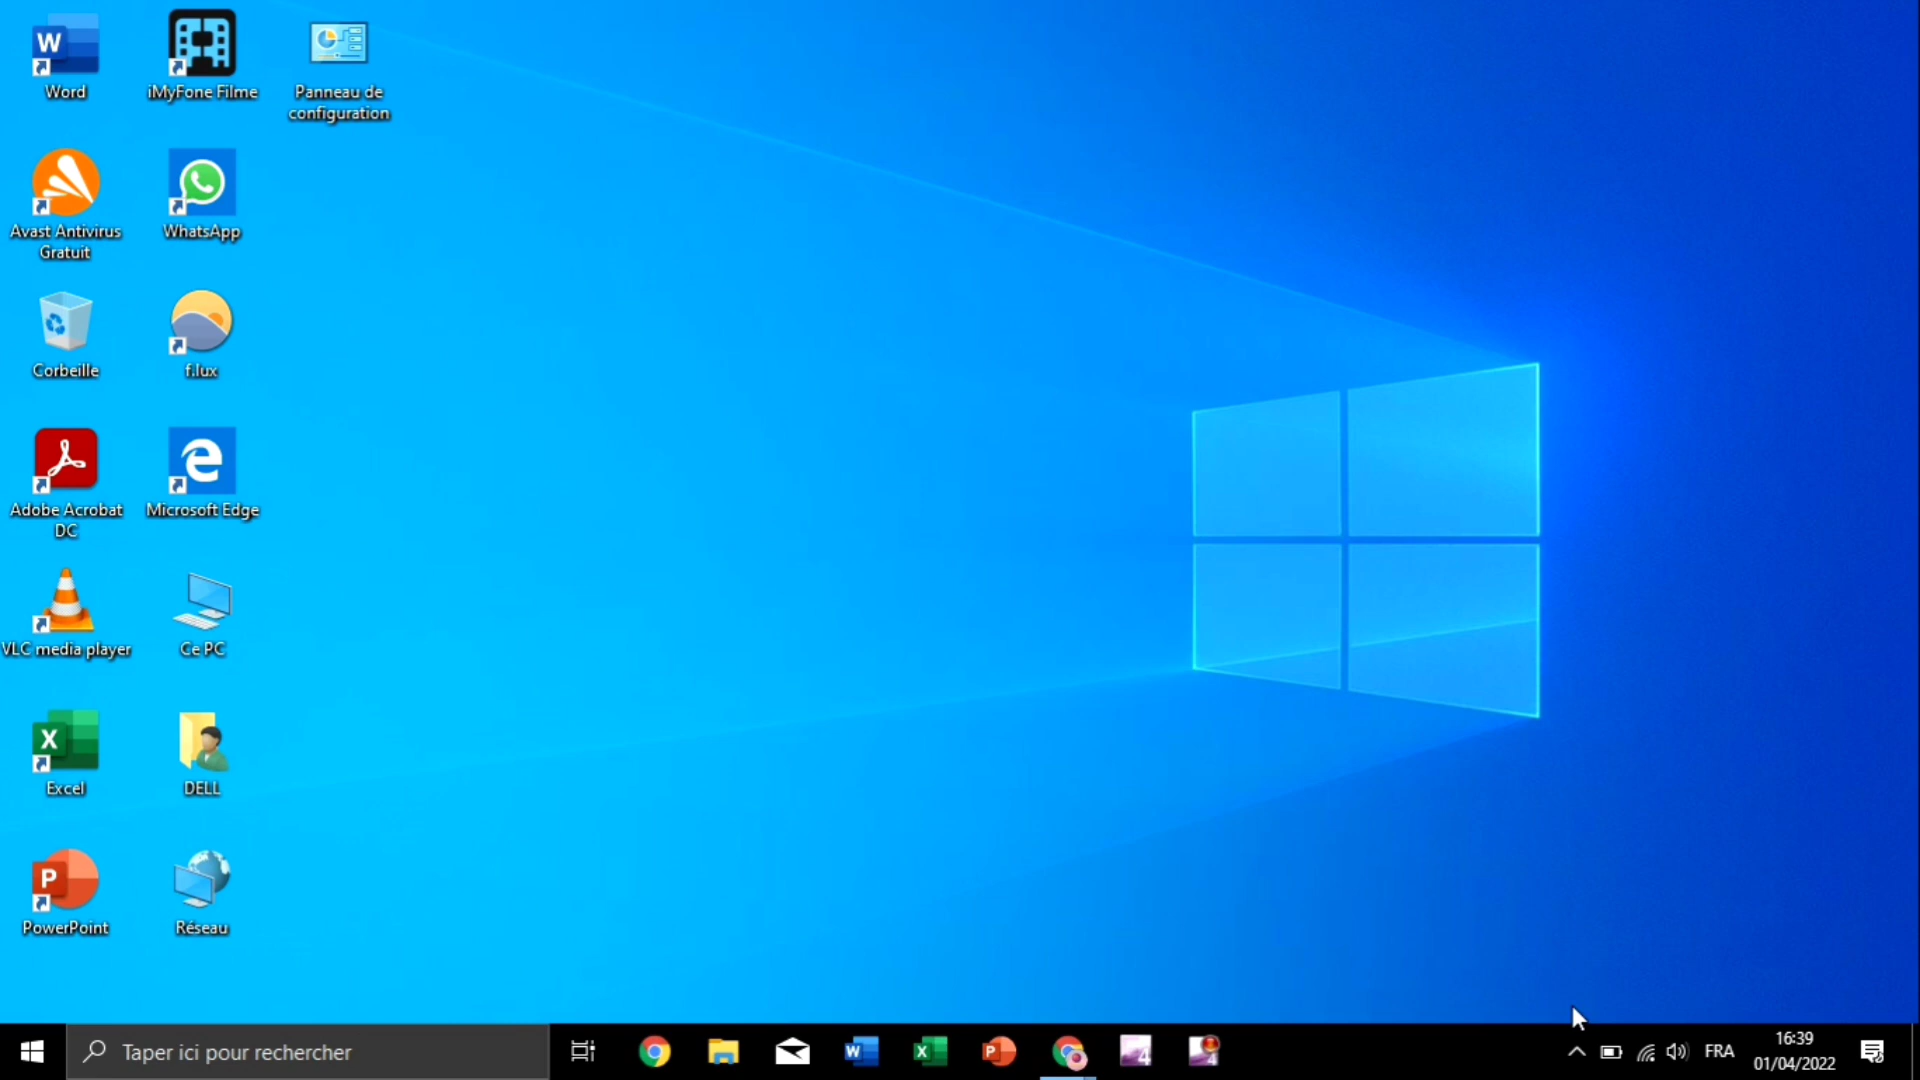 Word
iMyFone Filme
Panneau de
configuration
Avast Antivirus
Gratuit
WhatsApp
Corbeille
f.lux
Adobe Acrobat
DC
Microsoft Edge
VLC media player
Ce PC
Excel
DELL
PowerPoint
Réseau
Taper ici pour rechercher
FRA
16:39
01/04/2022